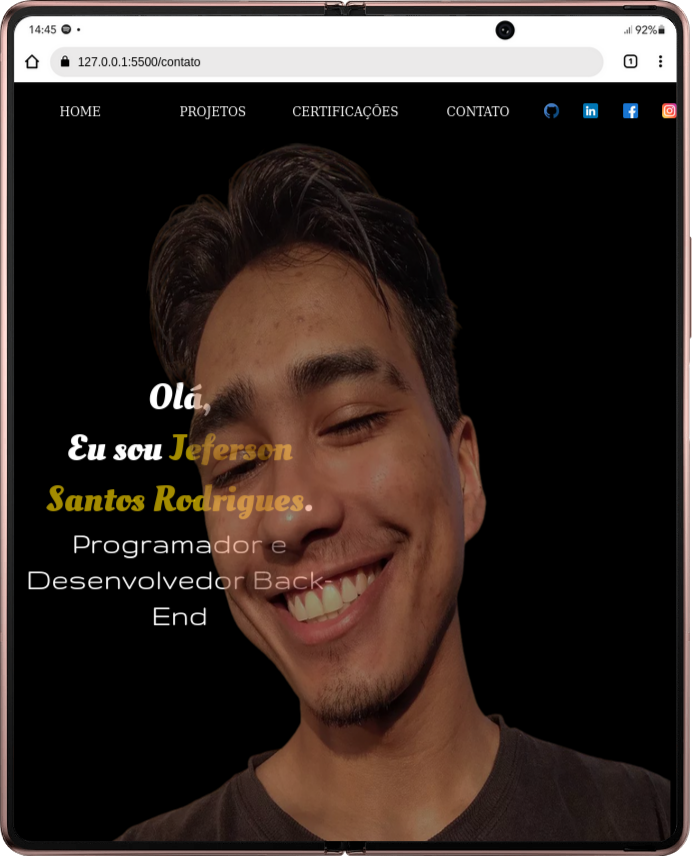 14:45
92%
127.0.0.1:5500/contato
1
HOME PROJETOS CERTIFICAÇÕES CONTATO
Olá,
Eu sou Jeferson
Santos Rodrigues.
Programador e
Desenvolvedor Back-
End